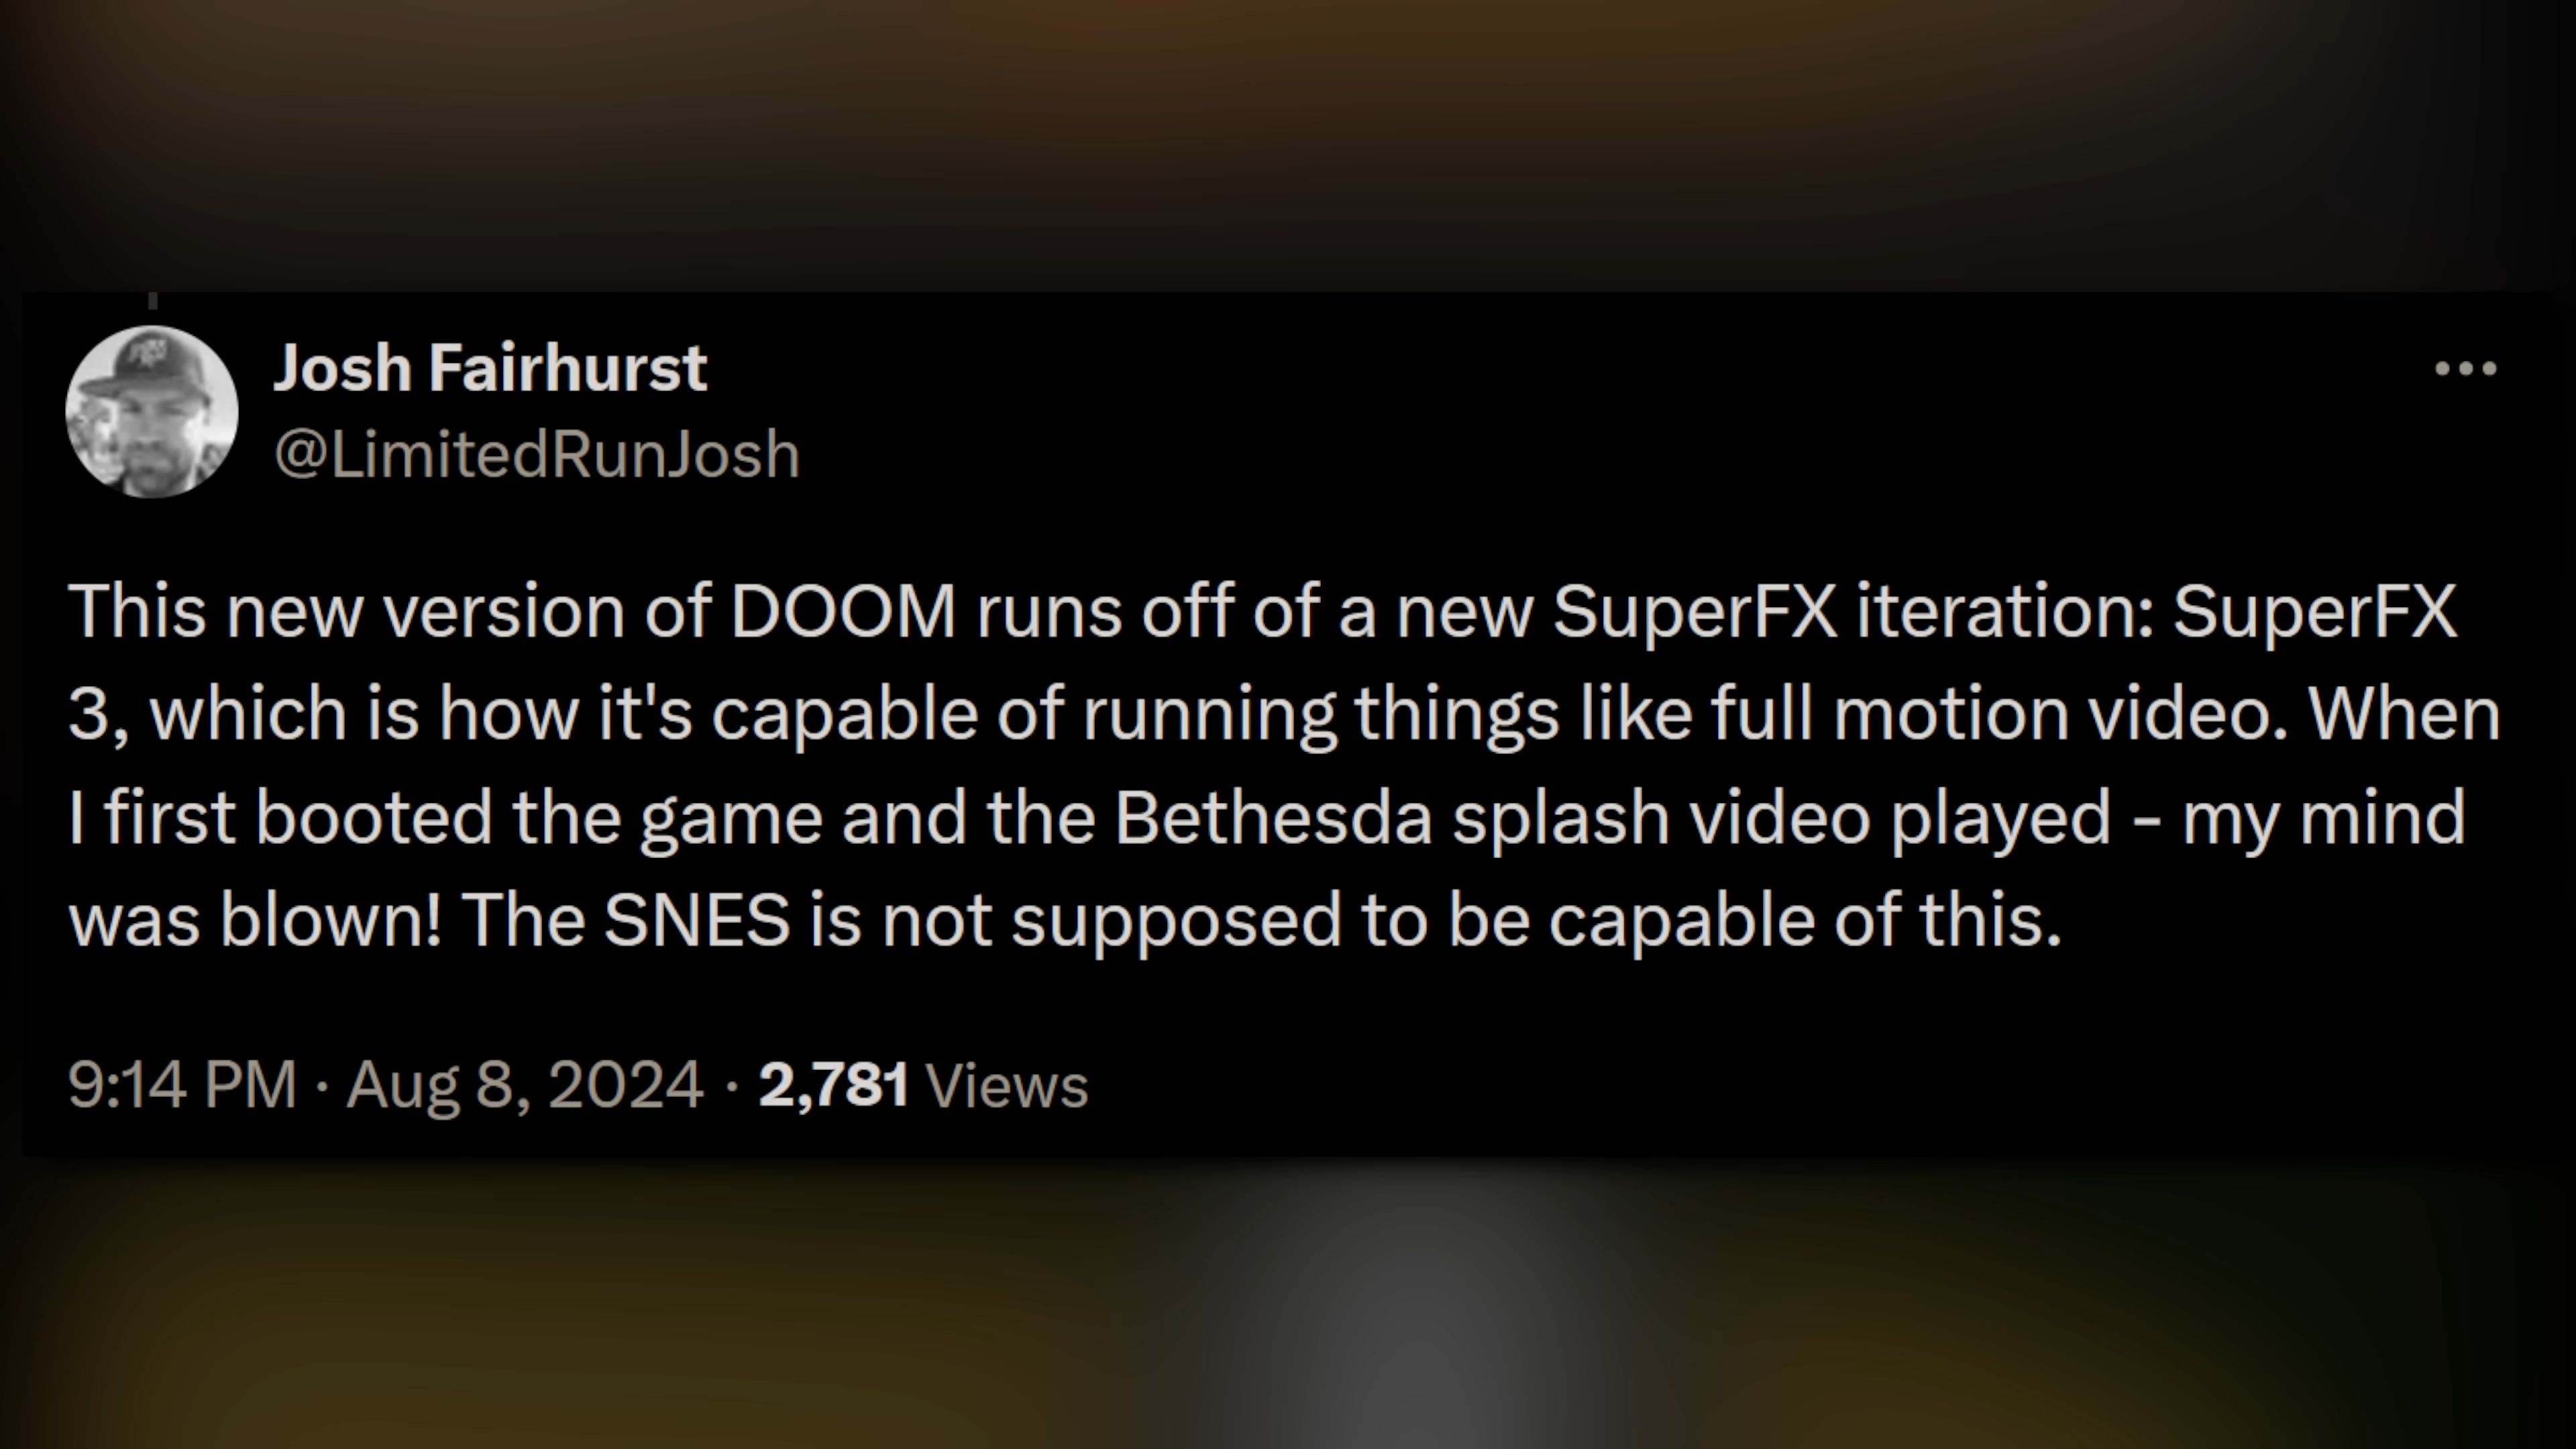 Josh Fairhurst
@LimitedRunJosh
This new version of DOOM runs off of a new SuperFX iteration: SuperFX
3, which is how it's capable of running things like full motion video. When
I first booted the game and the Bethesda splash video played - my mind
was blown! The SNES is not supposed to be capable of this.
9:14 PM · Aug 8, 2024 · 2,781 Views